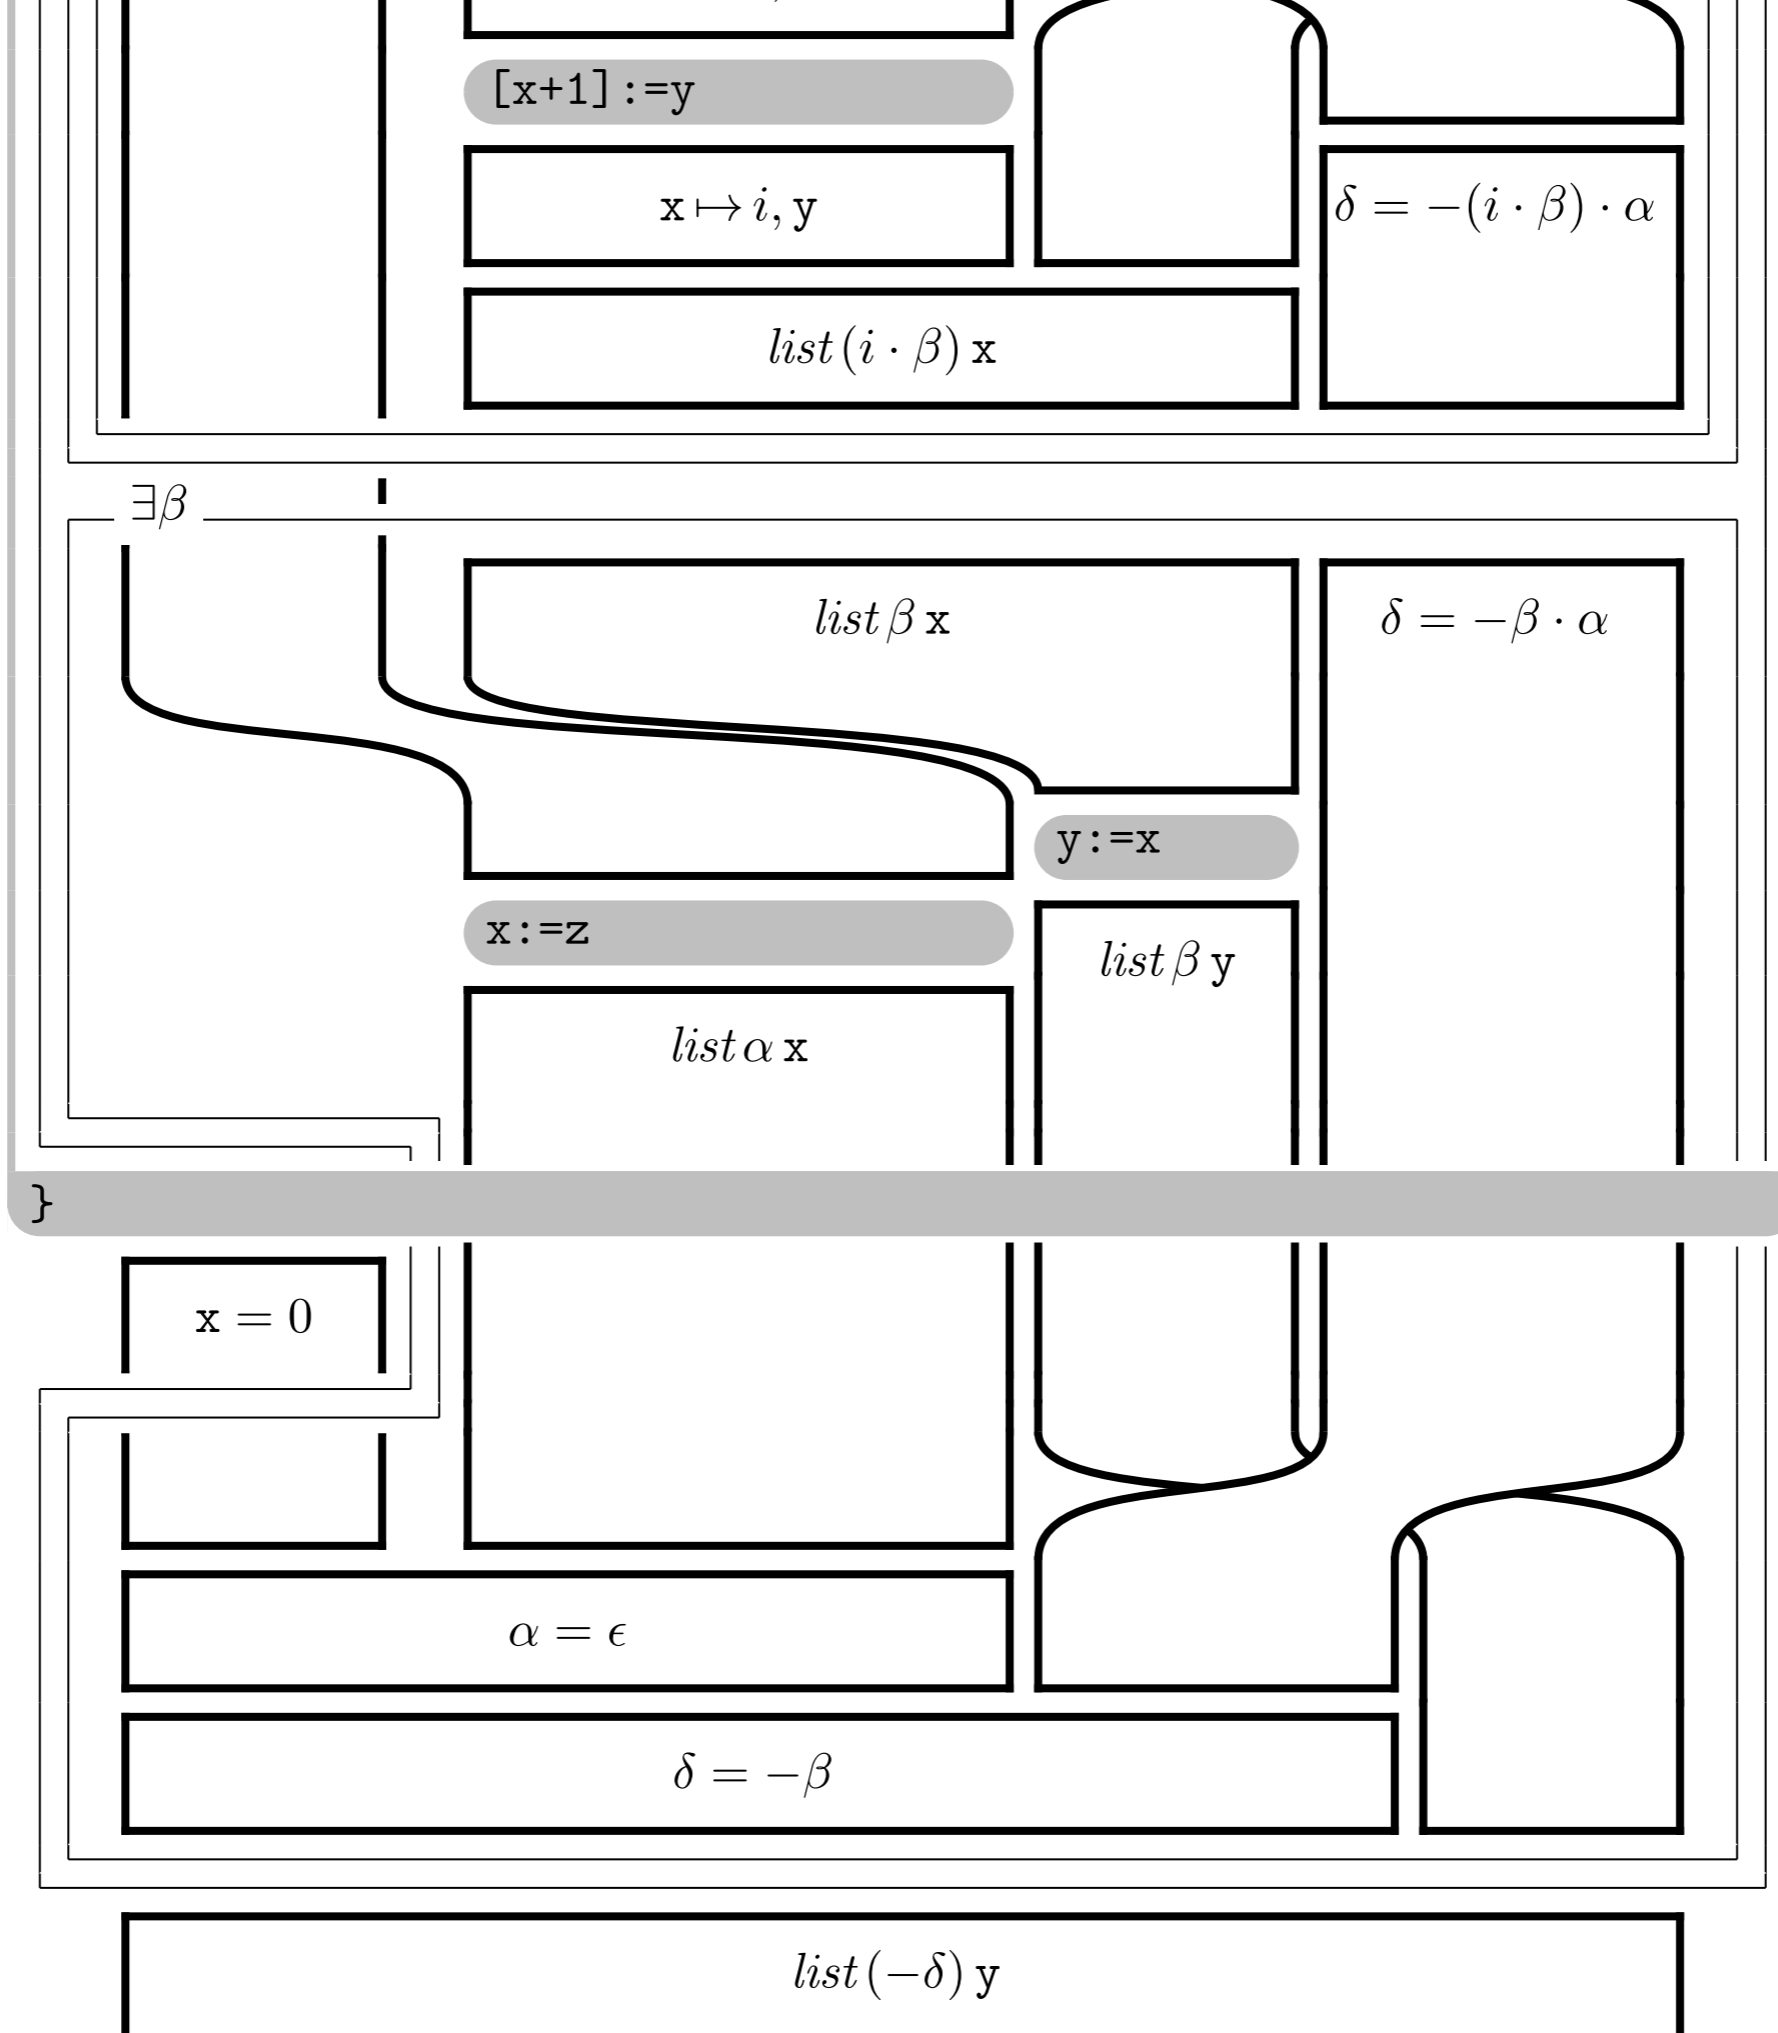 [x+1]:=y
x ↦ i, y
δ = −(i · β) · α
list (i · β) x
∃β
list β x
δ = −β · α
y:=x
x:=z
list β y
list α x
}
x = 0
α = ϵ
δ = −β
list (−δ) y